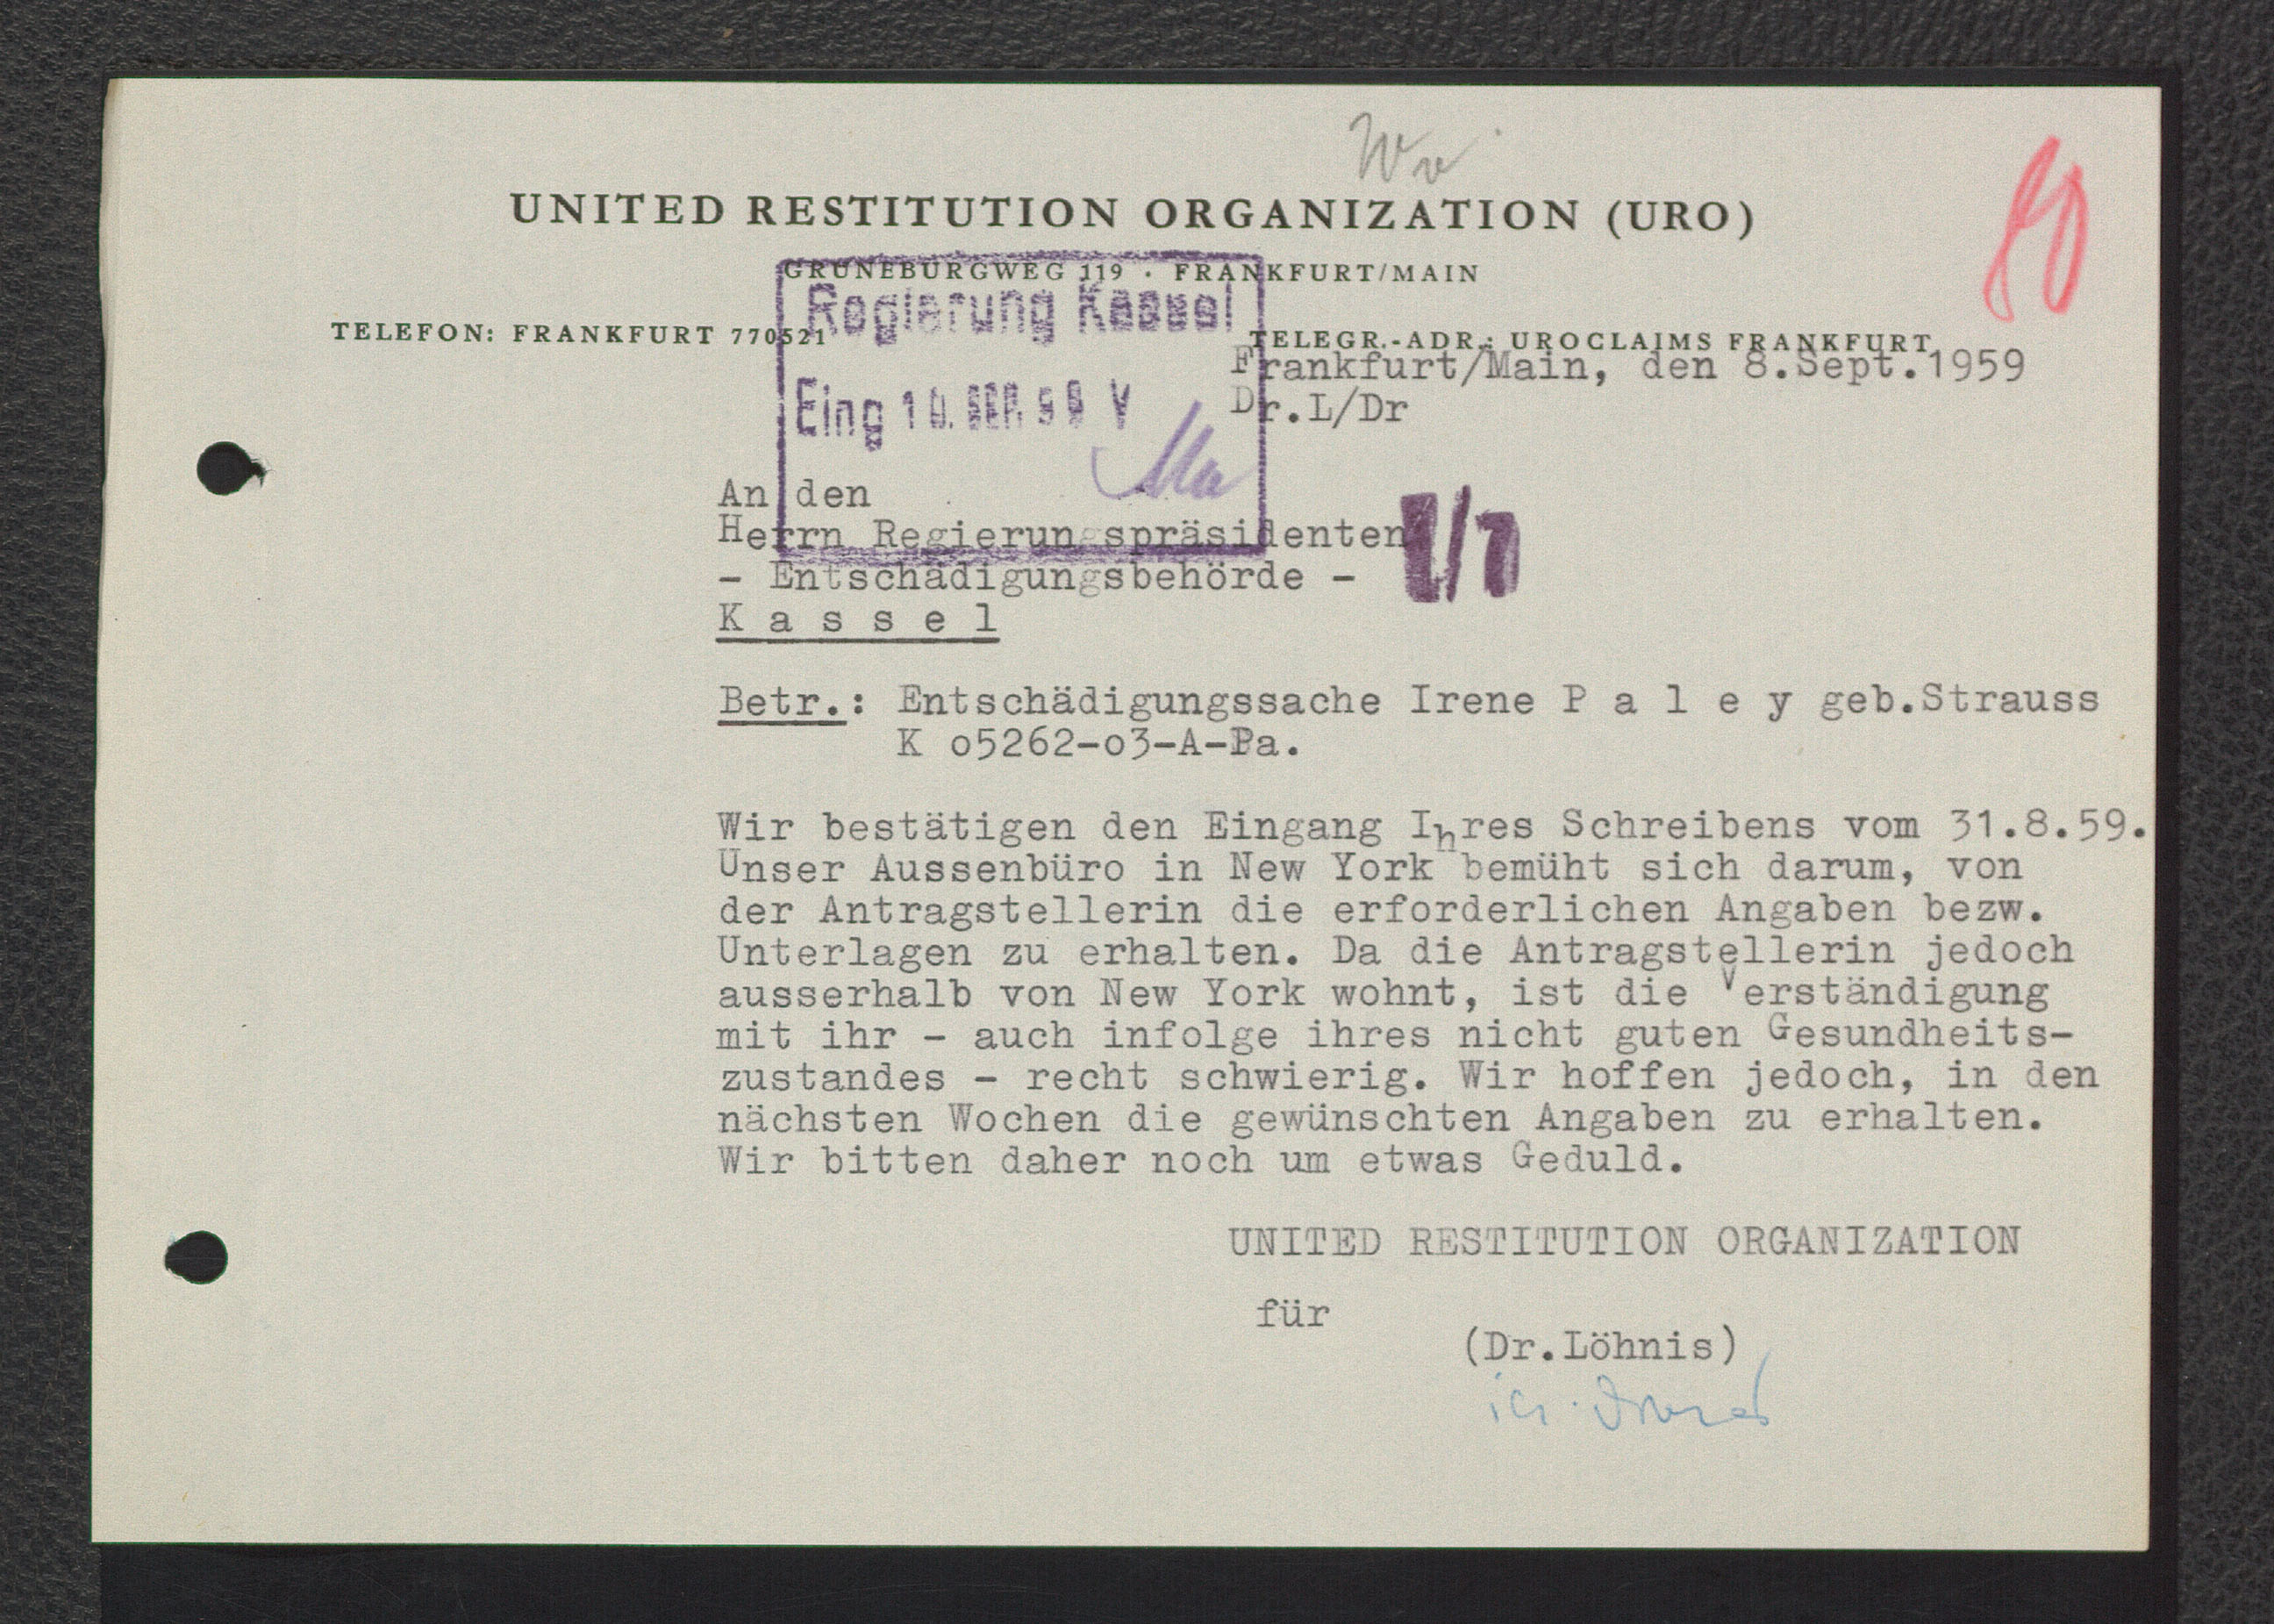 UNITED RESTITUTION ORGANIZATION (URO)
GRÜNEBURGWEG 119 · FRANKFURT/MAIN
TELEFON: FRANKFURT 770521
TELEGR.-ADR.: UROCLAIMS FRANKFURT
80
Regierung Kassel
Eing 10. SEP. 59 V
Frankfurt/Main, den 8.Sept.1959
Dr.L/Dr
An den
Herrn Regierungspräsidenten
- Entschädigungsbehörde -
K a s s e l
Betr.: Entschädigungssache Irene P a l e y geb.Strauss
K o5262-o3-A-Pa.
Wir bestätigen den Eingang Ihres Schreibens vom 31.8.59.
Unser Aussenbüro in New York bemüht sich darum, von
der Antragstellerin die erforderlichen Angaben bezw.
Unterlagen zu erhalten. Da die Antragstellerin jedoch
ausserhalb von New York wohnt, ist die Verständigung
mit ihr - auch infolge ihres nicht guten Gesundheits-
zustandes - recht schwierig. Wir hoffen jedoch, in den
nächsten Wochen die gewünschten Angaben zu erhalten.
Wir bitten daher noch um etwas Geduld.
UNITED RESTITUTION ORGANIZATION
für
(Dr.Löhnis)